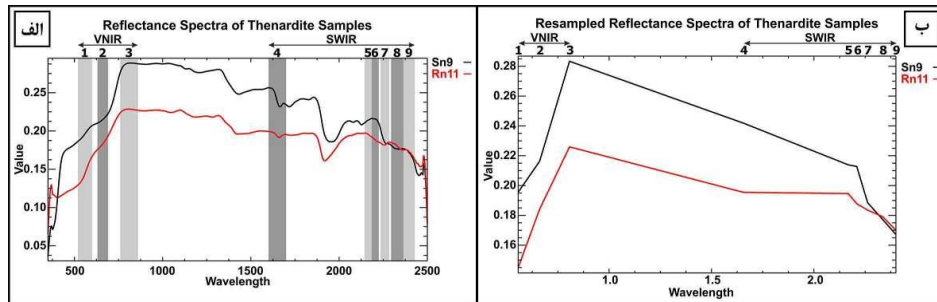 الف
Reflectance Spectra of Thenardite Samples
VNIR SWIR
1 2 3 4 5 6 7 8 9
Sn9
Rn11
Value
0.25
0.20
0.15
0.10
0.05
500 1000 1500 2000 2500
Wavelength
ب
Resampled Reflectance Spectra of Thenardite Samples
VNIR SWIR
1 2 3 4 5 6 7 8 9
Sn9
Rn11
Value
0.28
0.26
0.24
0.22
0.20
0.18
0.16
1.0 1.5 2.0
Wavelength